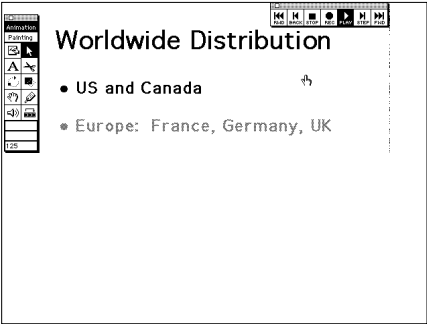 Animation
Painting
A
125
RWD BACK STOP REC PLAY STEP FWD
Worldwide Distribution
• US and Canada
• Europe: France, Germany, UK